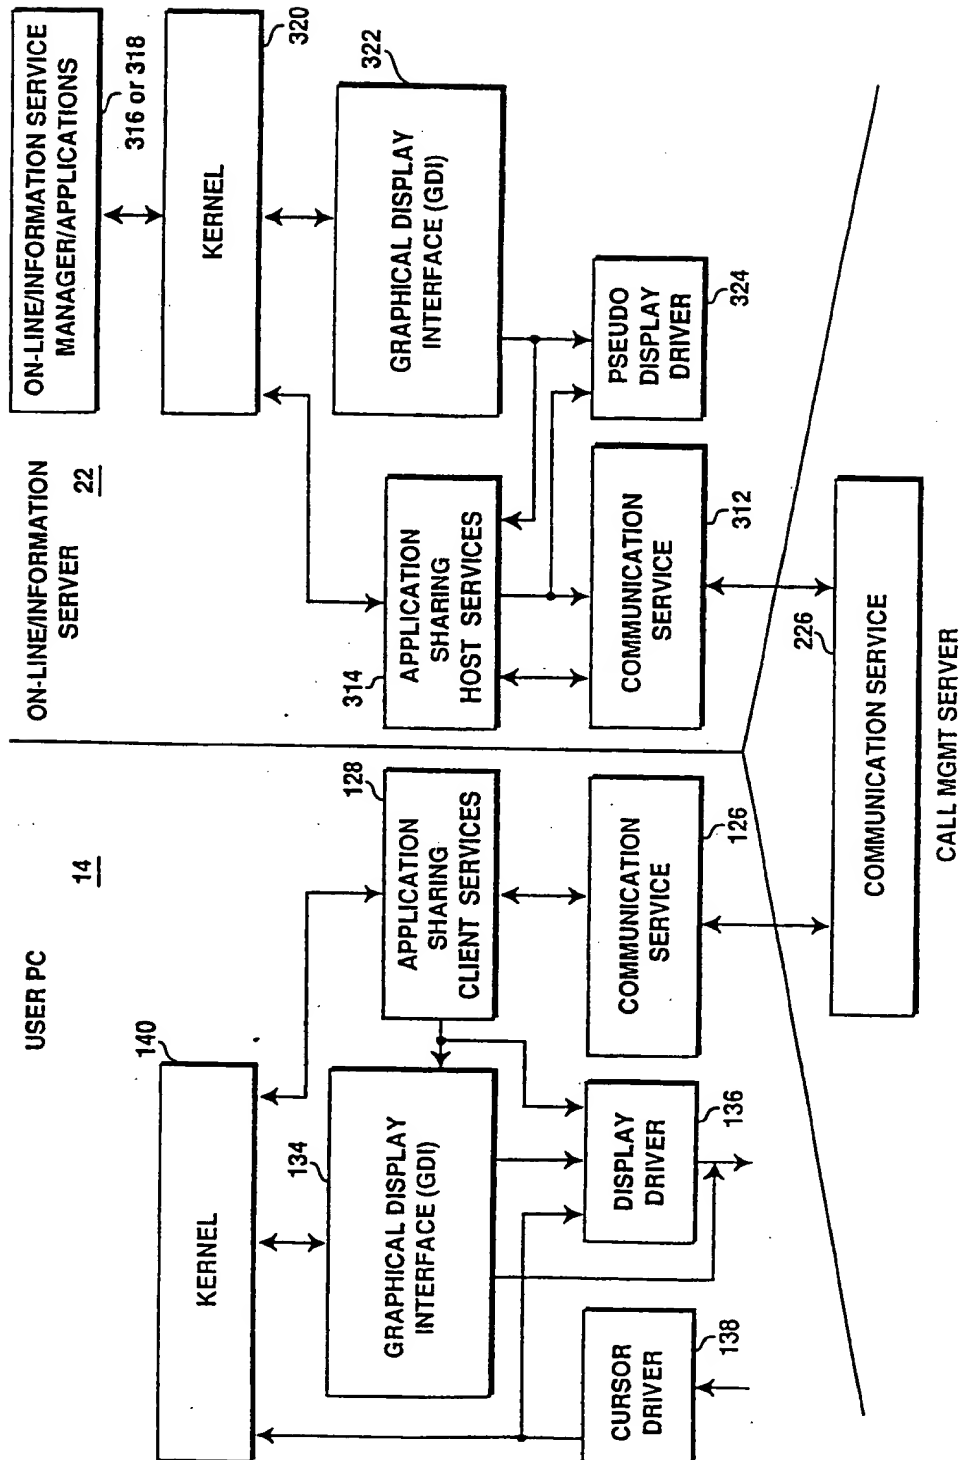 USER PC
14
ON-LINE/INFORMATION
SERVER
22
ON-LINE/INFORMATION SERVICE
MANAGER/APPLICATIONS
316 or 318
KERNEL
140
KERNEL
320
GRAPHICAL DISPLAY
INTERFACE (GDI)
134
APPLICATION
SHARING
CLIENT SERVICES
128
APPLICATION
SHARING
HOST SERVICES
314
GRAPHICAL DISPLAY
INTERFACE (GDI)
322
CURSOR
DRIVER
138
DISPLAY
DRIVER
136
COMMUNICATION
SERVICE
126
COMMUNICATION
SERVICE
312
PSEUDO
DISPLAY
DRIVER
324
COMMUNICATION SERVICE
226
CALL MGMT SERVER